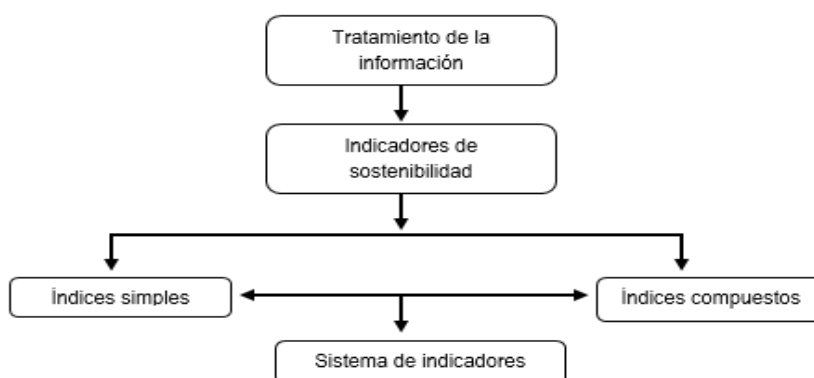 Tratamiento de la
información
Indicadores de
sostenibilidad
Índices simples
Índices compuestos
Sistema de indicadores